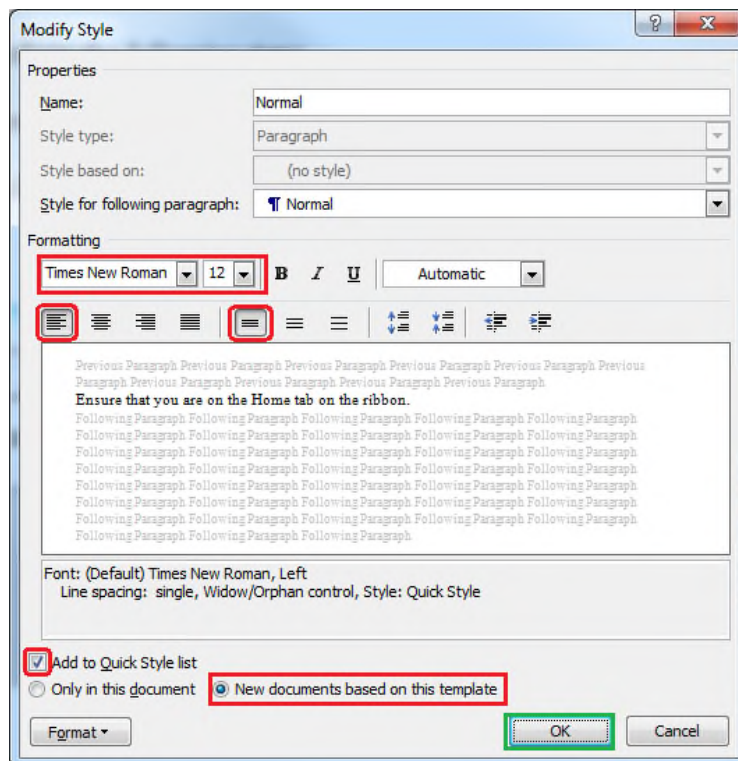 Modify Style
Properties
Name: Normal
Style type: Paragraph
Style based on: (no style)
Style for following paragraph: ¶ Normal
Formatting
Times New Roman 12 B I U Automatic
Previous Paragraph Previous Paragraph Previous Paragraph Previous Paragraph Previous Paragraph Previous
Paragraph Previous Paragraph Previous Paragraph Previous Paragraph Previous Paragraph
Ensure that you are on the Home tab on the ribbon.
Following Paragraph Following Paragraph Following Paragraph Following Paragraph Following Paragraph
Following Paragraph Following Paragraph Following Paragraph Following Paragraph Following Paragraph
Following Paragraph Following Paragraph Following Paragraph Following Paragraph Following Paragraph
Following Paragraph Following Paragraph Following Paragraph Following Paragraph Following Paragraph
Following Paragraph Following Paragraph Following Paragraph Following Paragraph Following Paragraph
Following Paragraph Following Paragraph Following Paragraph Following Paragraph Following Paragraph
Following Paragraph Following Paragraph Following Paragraph Following Paragraph Following Paragraph
Following Paragraph Following Paragraph Following Paragraph
Font: (Default) Times New Roman, Left
Line spacing: single, Widow/Orphan control, Style: Quick Style
Add to Quick Style list
Only in this document New documents based on this template
Format OK Cancel